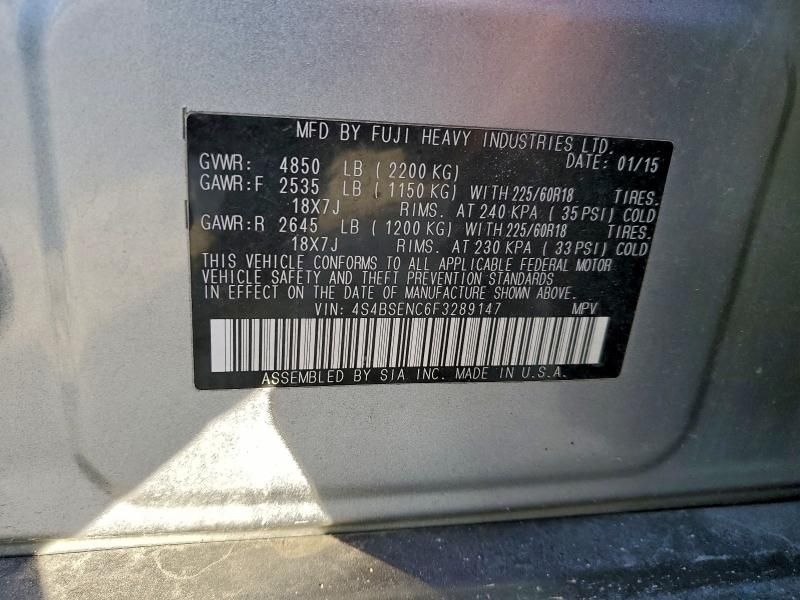 MFD BY FUJI HEAVY INDUSTRIES LTD.
GVWR: 4850 LB ( 2200 KG) DATE: 01/15
GAWR:F 2535 LB ( 1150 KG) WITH 225/60R18 TIRES.
18X7J RIMS. AT 240 KPA ( 35 PSI) COLD
GAWR:R 2645 LB ( 1200 KG) WITH 225/60R18 TIRES.
18X7J RIMS. AT 230 KPA ( 33 PSI) COLD
THIS VEHICLE CONFORMS TO ALL APPLICABLE FEDERAL MOTOR
VEHICLE SAFETY AND THEFT PREVENTION STANDARDS
IN EFFECT ON THE DATE OF MANUFACTURE SHOWN ABOVE.
VIN: 4S4BSENC6F3289147 MPV
ASSEMBLED BY SIA INC. MADE IN U.S.A.